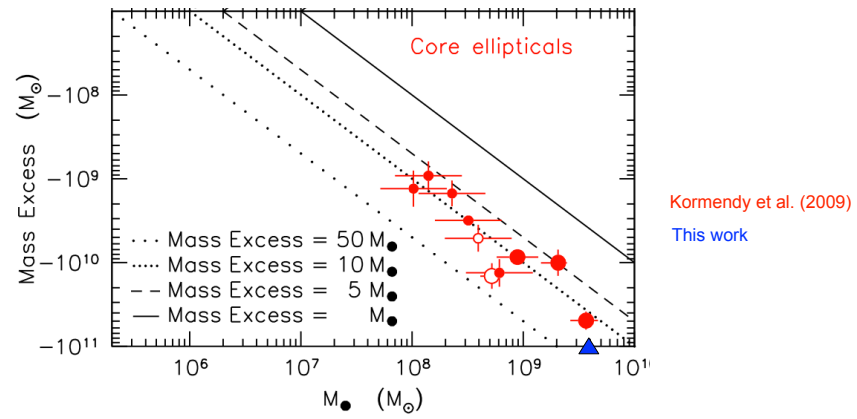 Core ellipticals
Mass Excess (M⊙)
−10⁸
−10⁹
−10¹⁰
−10¹¹
Mass Excess = 50 M●
Mass Excess = 10 M●
Mass Excess = 5 M●
Mass Excess = M●
10⁶ 10⁷ 10⁸ 10⁹ 10¹⁰
M● (M⊙)
Kormendy et al. (2009)
This work